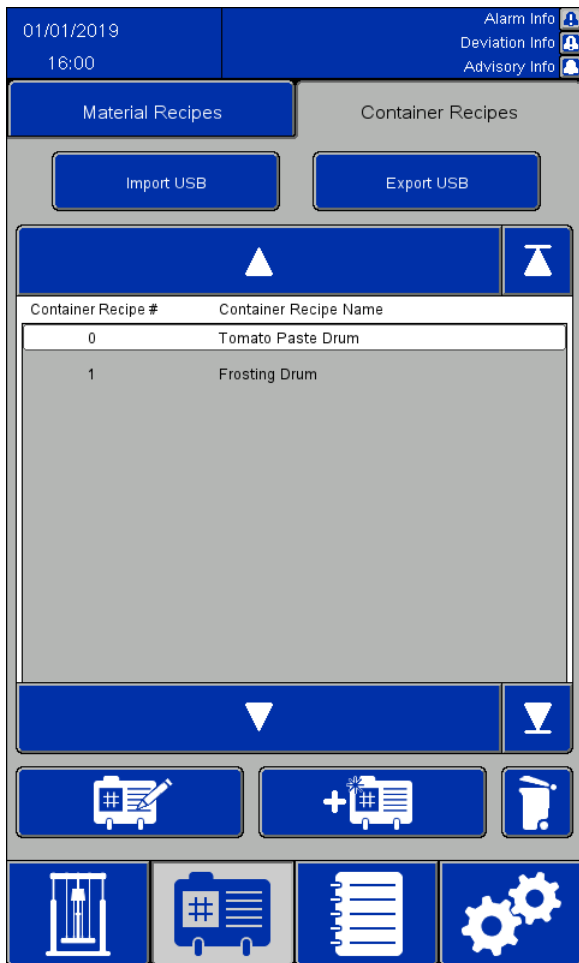 01/01/2019
16:00
Alarm Info
Deviation Info
Advisory Info
Material Recipes
Container Recipes
Import USB
Export USB
Container Recipe # Container Recipe Name
0 Tomato Paste Drum
1 Frosting Drum